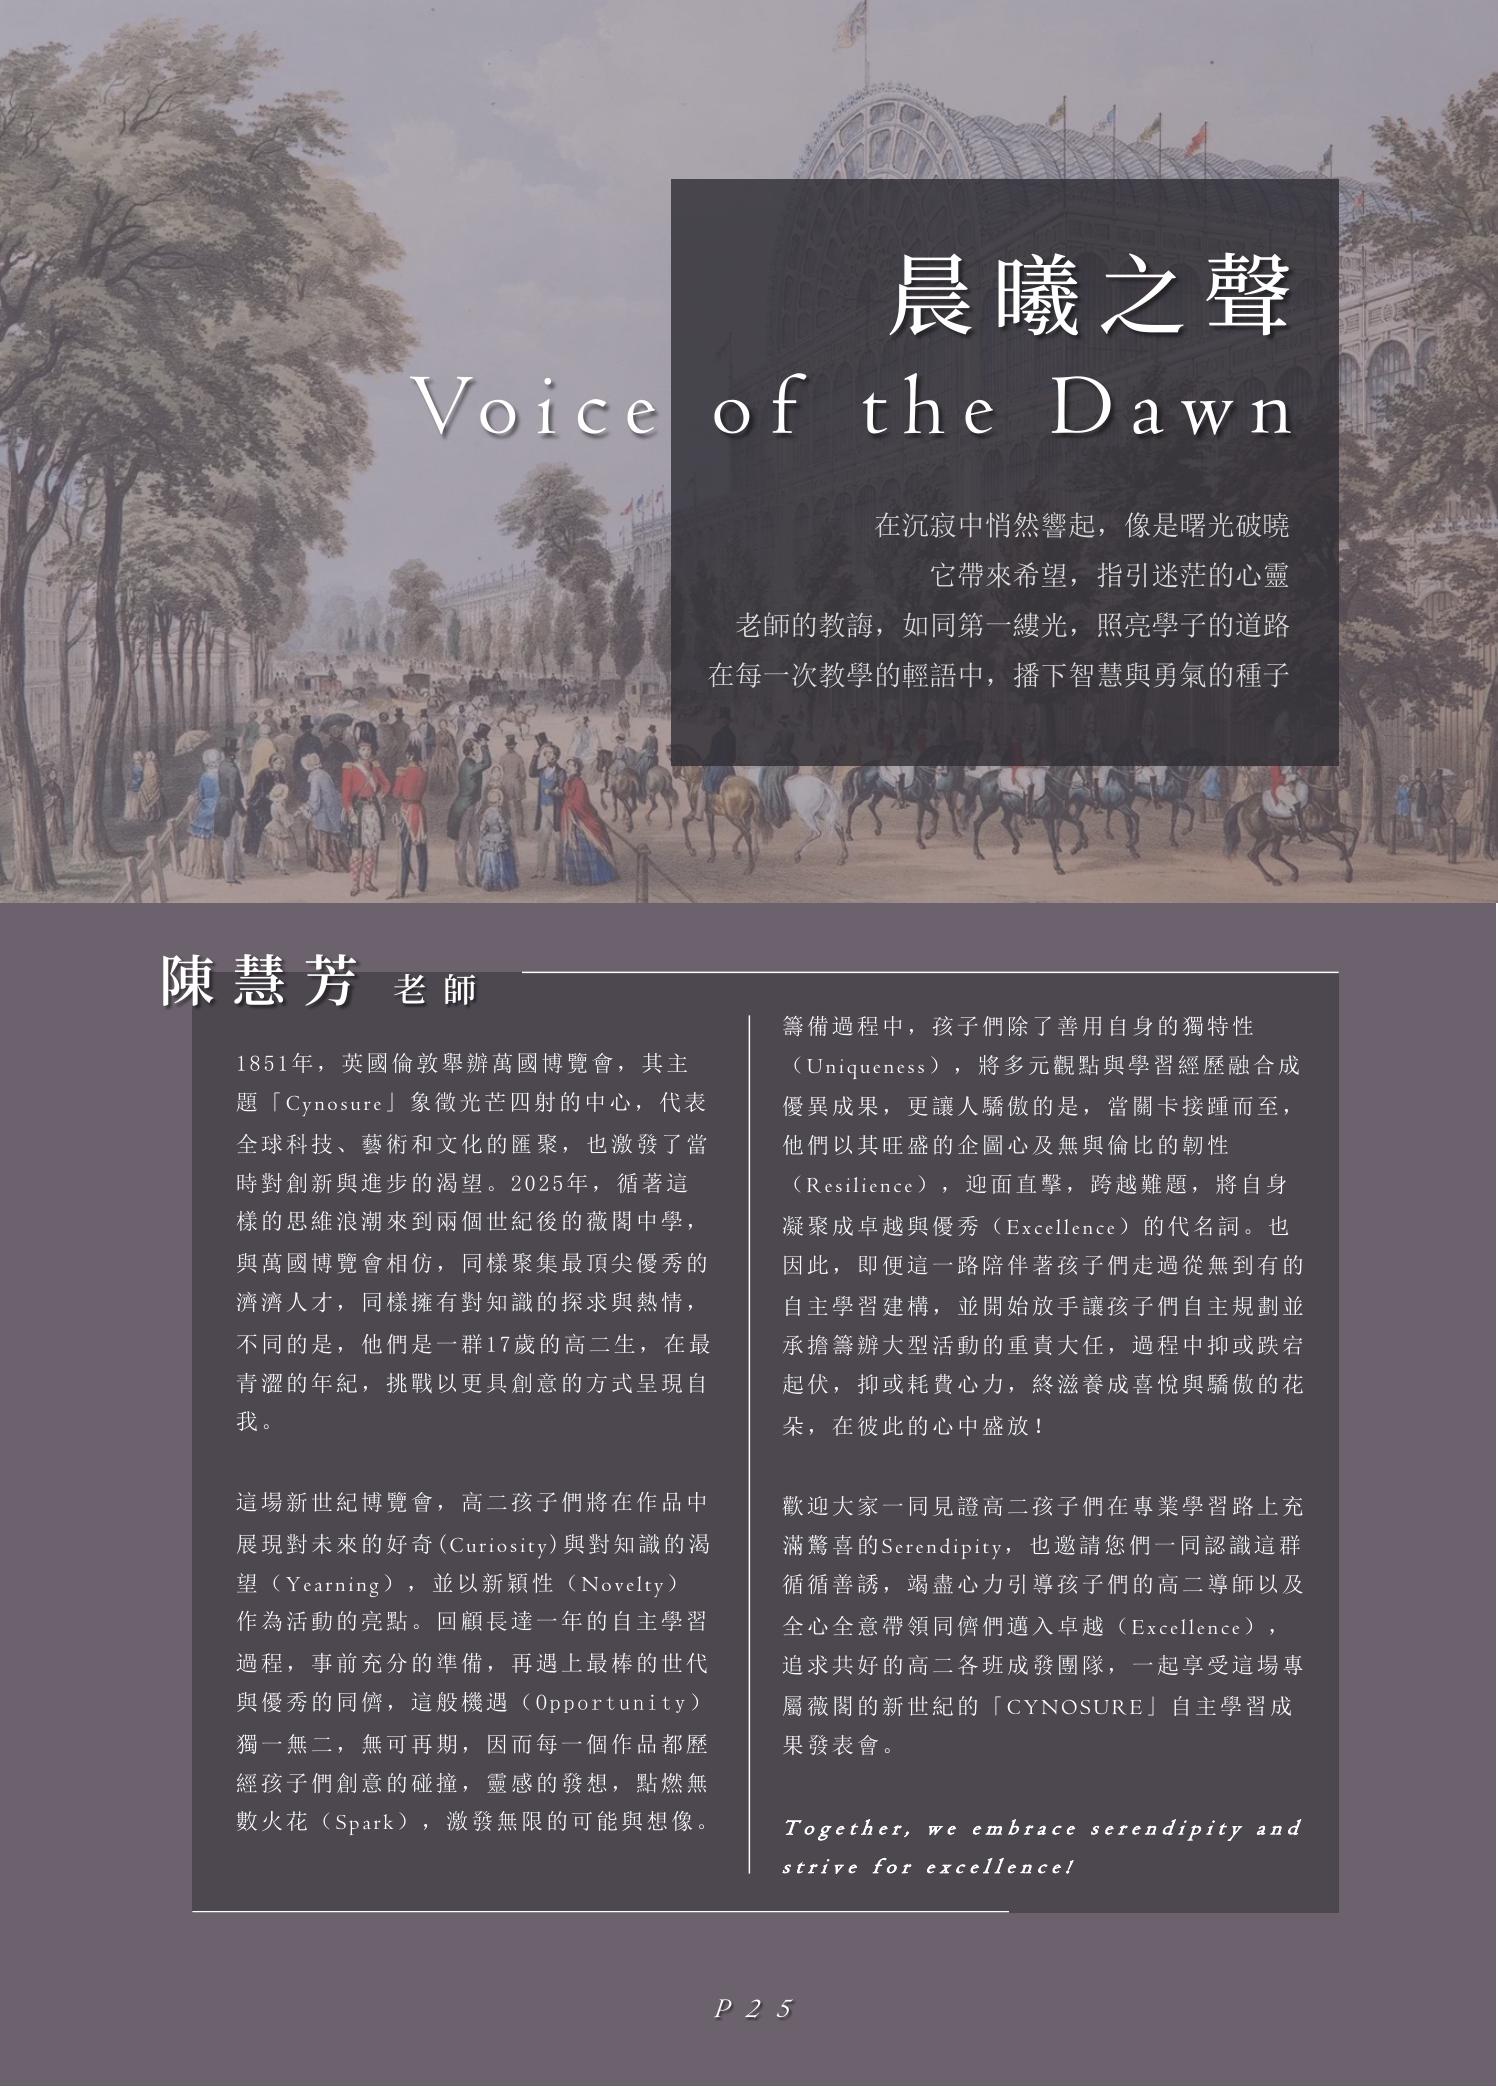 晨曦之聲
Voice of the Dawn
在沉寂中悄然響起，像是曙光破曉
它帶來希望，指引迷茫的心靈
老師的教誨，如同第一縷光，照亮學子的道路
在每一次教學的輕語中，播下智慧與勇氣的種子
陳慧芳 老師
1851年，英國倫敦舉辦萬國博覽會，其主
題「Cynosure」象徵光芒四射的中心，代表
全球科技、藝術和文化的匯聚，也激發了當
時對創新與進步的渴望。2025年，循著這
樣的思維浪潮來到兩個世紀後的薇閣中學，
與萬國博覽會相仿，同樣聚集最頂尖優秀的
濟濟人才，同樣擁有對知識的探求與熱情，
不同的是，他們是一群17歲的高二生，在最
青澀的年紀，挑戰以更具創意的方式呈現自
我。
這場新世紀博覽會，高二孩子們將在作品中
展現對未來的好奇(Curiosity)與對知識的渴
望（Yearning），並以新穎性（Novelty）
作為活動的亮點。回顧長達一年的自主學習
過程，事前充分的準備，再遇上最棒的世代
與優秀的同儕，這般機遇（Opportunity）
獨一無二，無可再期，因而每一個作品都歷
經孩子們創意的碰撞，靈感的發想，點燃無
數火花（Spark），激發無限的可能與想像。
籌備過程中，孩子們除了善用自身的獨特性
（Uniqueness），將多元觀點與學習經歷融合成
優異成果，更讓人驕傲的是，當關卡接踵而至，
他們以其旺盛的企圖心及無與倫比的韌性
（Resilience），迎面直擊，跨越難題，將自身
凝聚成卓越與優秀（Excellence）的代名詞。也
因此，即便這一路陪伴著孩子們走過從無到有的
自主學習建構，並開始放手讓孩子們自主規劃並
承擔籌辦大型活動的重責大任，過程中抑或跌宕
起伏，抑或耗費心力，終滋養成喜悅與驕傲的花
朵，在彼此的心中盛放！
歡迎大家一同見證高二孩子們在專業學習路上充
滿驚喜的Serendipity，也邀請您們一同認識這群
循循善誘，竭盡心力引導孩子們的高二導師以及
全心全意帶領同儕們邁入卓越（Excellence），
追求共好的高二各班成發團隊，一起享受這場專
屬薇閣的新世紀的「CYNOSURE」自主學習成
果發表會。
Together, we embrace serendipity and
strive for excellence!
P25